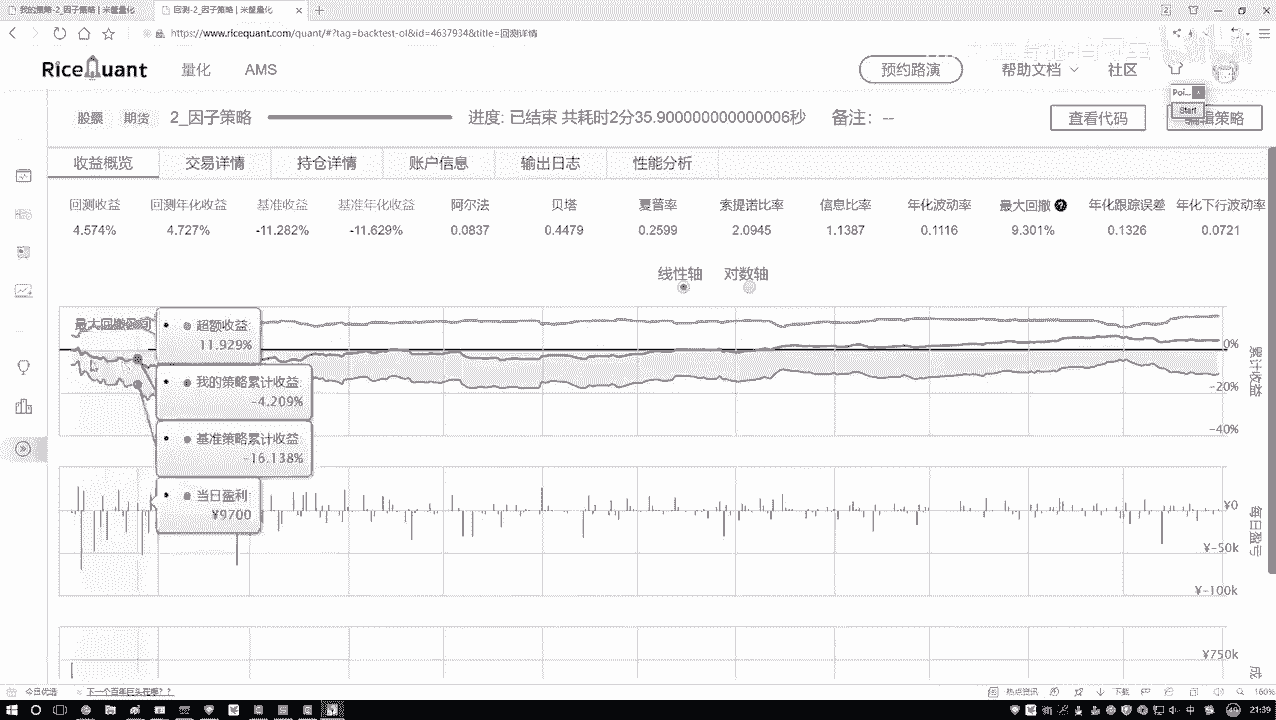 我的策略-2_因子策略 | 米筐量化
回测-2_因子策略 | 米筐量化
https://www.ricequant.com/quant/#?tag=backtest-ol&id=4637934&title=回测详情
RiceQuant 量化 AMS 预约路演 帮助文档 社区
Poi...
Start
股票 期货 2_因子策略 进度: 已结束 共耗时2分35.900000000000006秒 备注: -- 查看代码 编辑策略
收益概览 交易详情 持仓详情 账户信息 输出日志 性能分析
回测收益 回测年化收益 基准收益 基准年化收益 阿尔法 贝塔 夏普率 索提诺比率 信息比率 年化波动率 最大回撤 年化跟踪误差 年化下行波动率
4.574% 4.727% -11.282% -11.629% 0.0837 0.4479 0.2599 2.0945 1.1387 0.1116 9.301% 0.1326 0.0721
线性轴 对数轴
最大回撤区间
超额收益
11.929%
我的策略累计收益
-4.209%
基准策略累计收益
-16.138%
当日盈利
¥9700
0%
-20%
-40%
累计收益
¥0
¥-50k
¥-100k
每日盈亏
¥750k
成
今日优选 下一个百年巨头在哪？？ 热点资讯 下载 160%
中 21:39